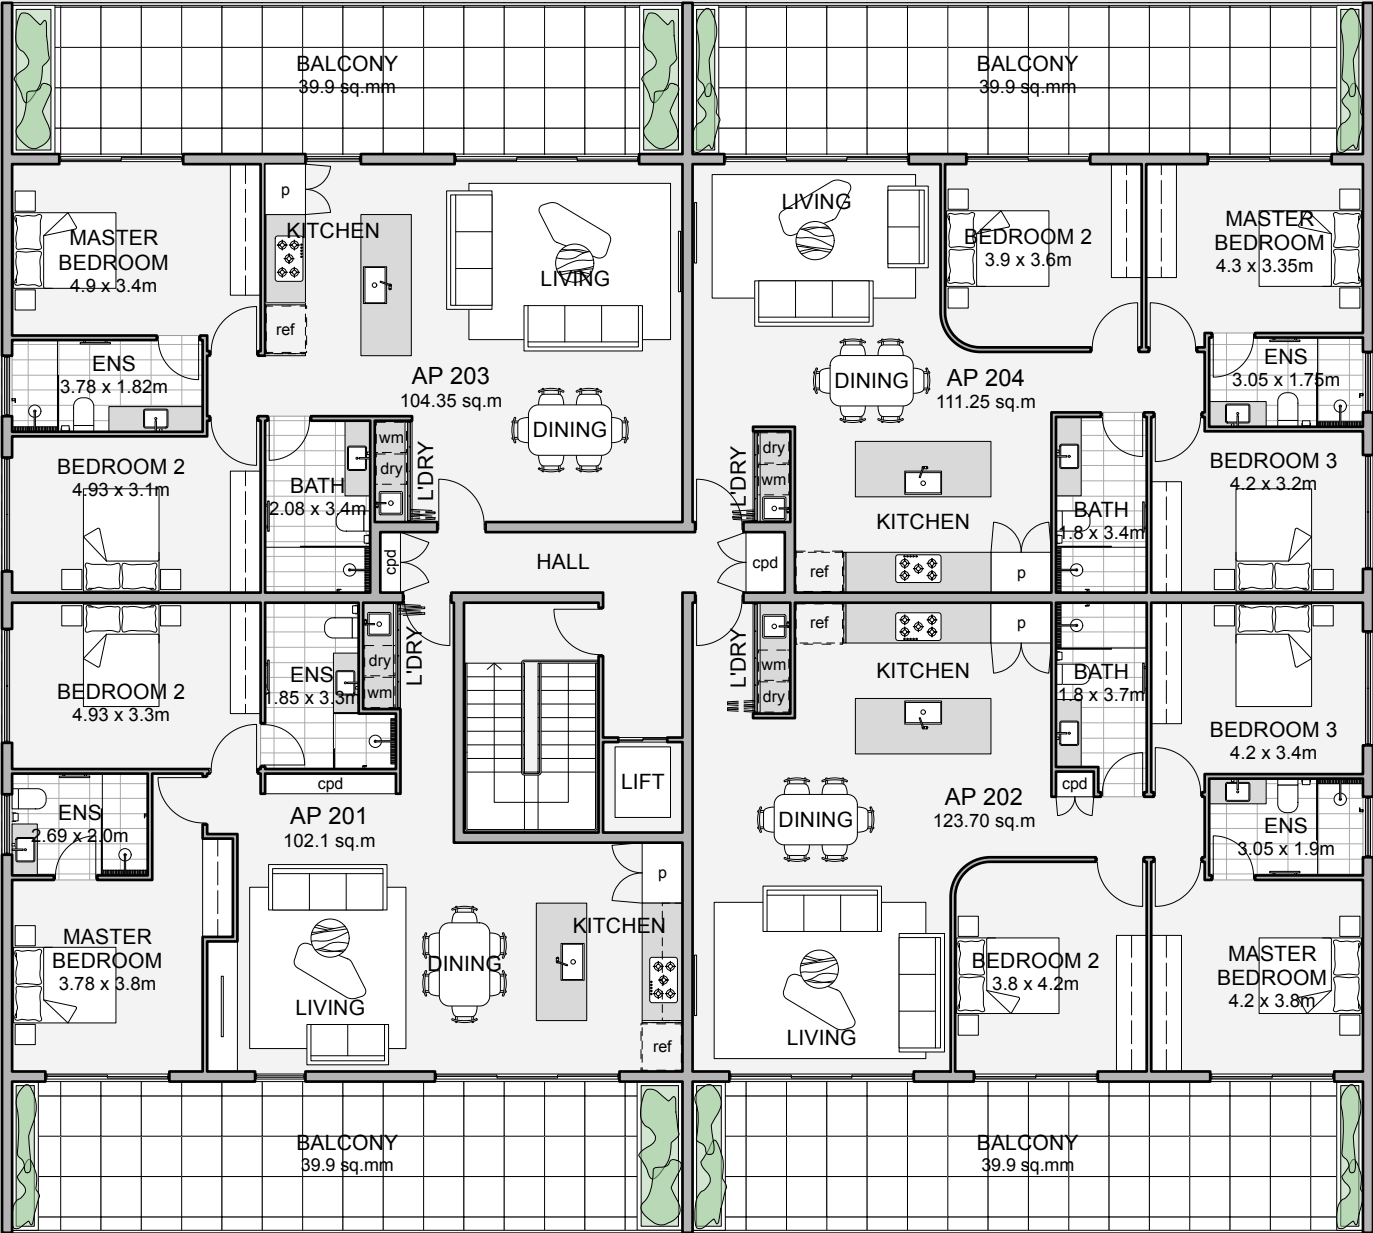 BALCONY
39.9 sq.mm
BALCONY
39.9 sq.mm
MASTER
BEDROOM
4.9 x 3.4m
p
KITCHEN
ref
LIVING
ENS
3.78 x 1.82m
AP 203
104.35 sq.m
DINING
BEDROOM 2
4.93 x 3.1m
BATH
2.08 x 3.4m
wm
dry
L'DRY
cpd
LIVING
BEDROOM 2
3.9 x 3.6m
MASTER
BEDROOM
4.3 x 3.35m
DINING
AP 204
111.25 sq.m
ENS
3.05 x 1.75m
L'DRY
dry
wm
KITCHEN
BATH
1.8 x 3.4m
BEDROOM 3
4.2 x 3.2m
HALL
cpd
ref
p
BEDROOM 2
4.93 x 3.3m
ENS
1.85 x 3.3m
dry
wm
L'DRY
cpd
ENS
2.69 x 2.0m
AP 201
102.1 sq.m
LIFT
MASTER
BEDROOM
3.78 x 3.8m
LIVING
DINING
KITCHEN
p
ref
L'DRY
wm
dry
ref
p
KITCHEN
BATH
1.8 x 3.7m
BEDROOM 3
4.2 x 3.4m
cpd
DINING
AP 202
123.70 sq.m
ENS
3.05 x 1.9m
LIVING
BEDROOM 2
3.8 x 4.2m
MASTER
BEDROOM
4.2 x 3.8m
BALCONY
39.9 sq.mm
BALCONY
39.9 sq.mm